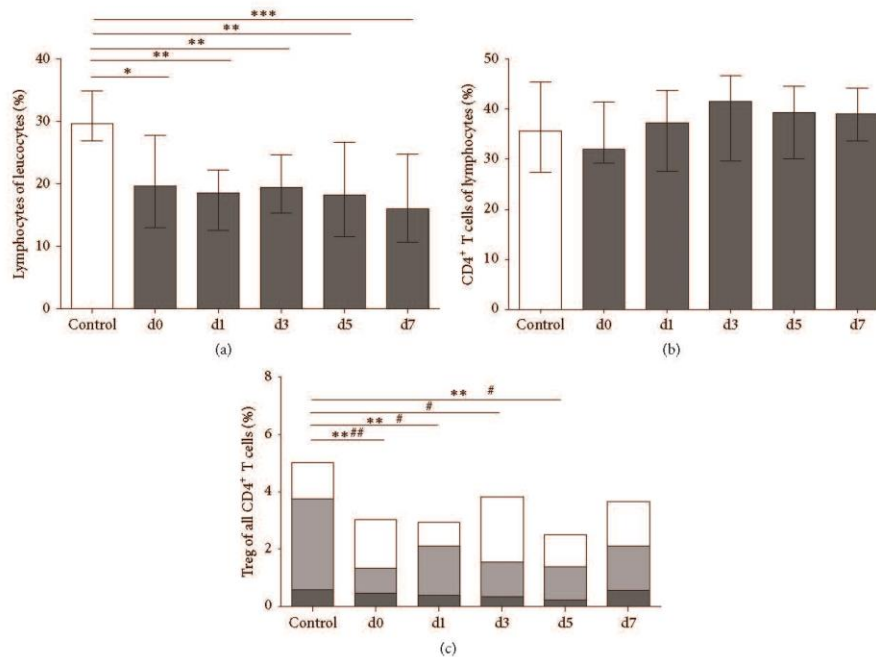 ***
**
**
**
*
40
30
20
10
0
Lymphocytes of leucocytes (%)
Control d0 d1 d3 d5 d7
(a)
50
40
30
20
10
0
CD4⁺ T cells of lymphocytes (%)
Control d0 d1 d3 d5 d7
(b)
8
6
4
2
0
Treg of all CD4⁺ T cells (%)
** #
#
** #
**##
Control d0 d1 d3 d5 d7
(c)